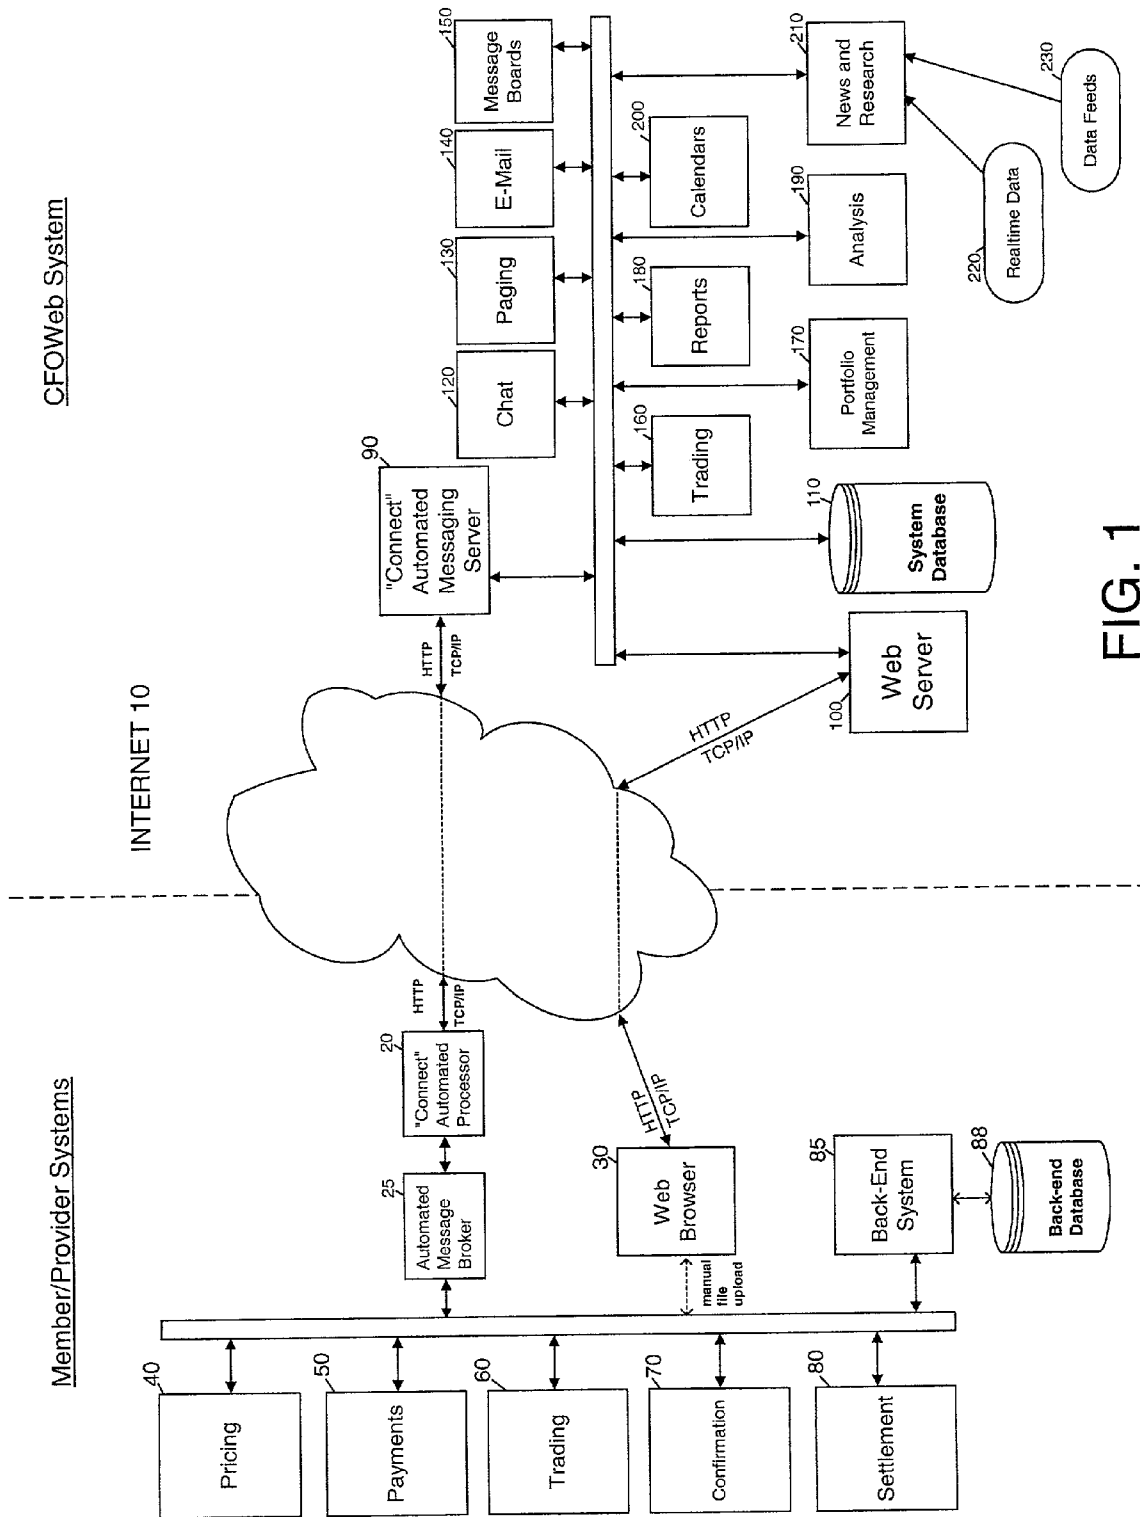 Member/Provider Systems
INTERNET 10
CFOWeb System
40
Pricing
50
Payments
60
Trading
70
Confirmation
80
Settlement
25
Automated
Message
Broker
20
"Connect"
Automated
Processor
HTTP
TCP/IP
30
Web
Browser
manual
file
upload
HTTP
TCP/IP
85
Back-End
System
88
Back-end
Database
HTTP
TCP/IP
90
"Connect"
Automated
Messaging
Server
HTTP
TCP/IP
100
Web
Server
110
System
Database
120
Chat
130
Paging
140
E-Mail
150
Message
Boards
160
Trading
170
Portfolio
Management
180
Reports
190
Analysis
200
Calendars
210
News and
Research
220
Realtime Data
230
Data Feeds
FIG. 1